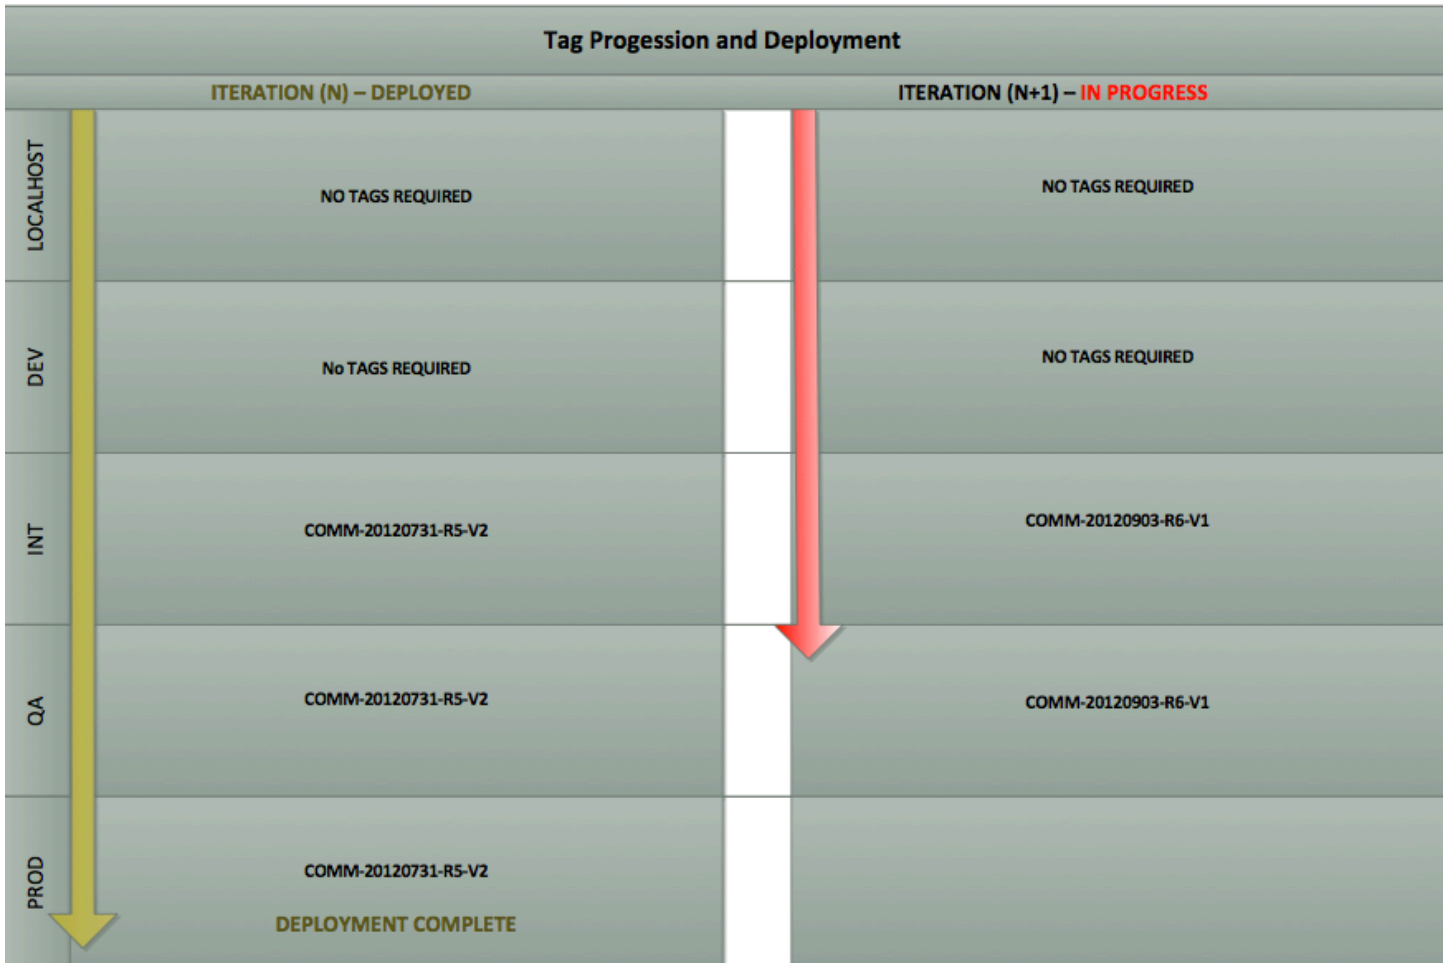 Tag Progession and Deployment
ITERATION (N) – DEPLOYED
ITERATION (N+1) – IN PROGRESS
LOCALHOST
NO TAGS REQUIRED
NO TAGS REQUIRED
DEV
No TAGS REQUIRED
NO TAGS REQUIRED
INT
COMM-20120731-R5-V2
COMM-20120903-R6-V1
QA
COMM-20120731-R5-V2
COMM-20120903-R6-V1
PROD
COMM-20120731-R5-V2
DEPLOYMENT COMPLETE